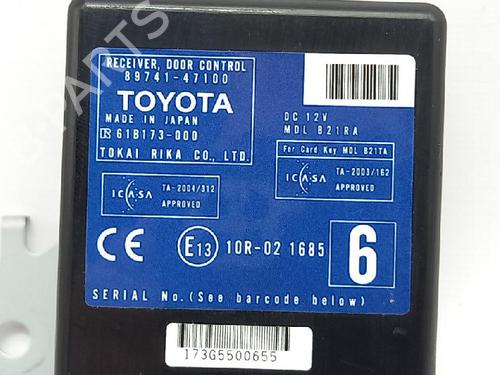 RECEIVER, DOOR CONTROL
89741-47100
TOYOTA
MADE IN JAPAN
61B173-000
TOKAI RIKA CO., LTD.
DC 12V
MDL B21RA
For Card Key MDL B21TA
ICASA
TA-2004/312
APPROVED
ICASA
TA-2003/162
APPROVED
CE
E13
10R-02 1685
6
SERIAL No. (See barcode below)
173G5500655
PARTS